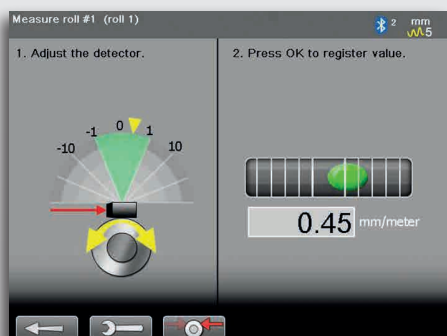 Measure roll #1 (roll 1)
2
mm
5
1. Adjust the detector.
2. Press OK to register value.
-10
-1
0
1
10
0.45 mm/meter